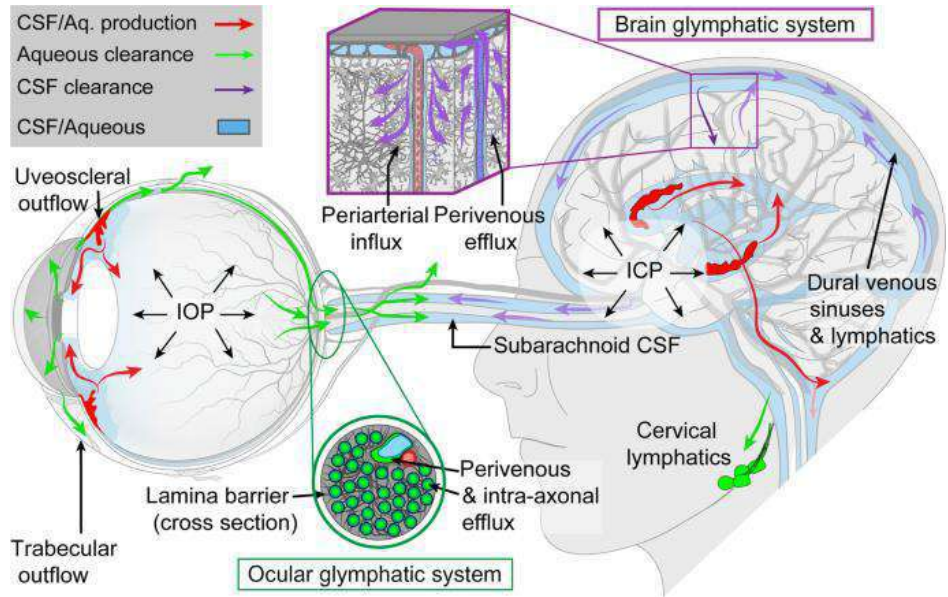 CSF/Aq. production
Aqueous clearance
CSF clearance
CSF/Aqueous
Brain glymphatic system
Uveoscleral
outflow
Periarterial
influx
Perivenous
efflux
IOP
ICP
Dural venous
sinuses
& lymphatics
Subarachnoid CSF
Cervical
lymphatics
Lamina barrier
(cross section)
Perivenous
& intra-axonal
efflux
Trabecular
outflow
Ocular glymphatic system